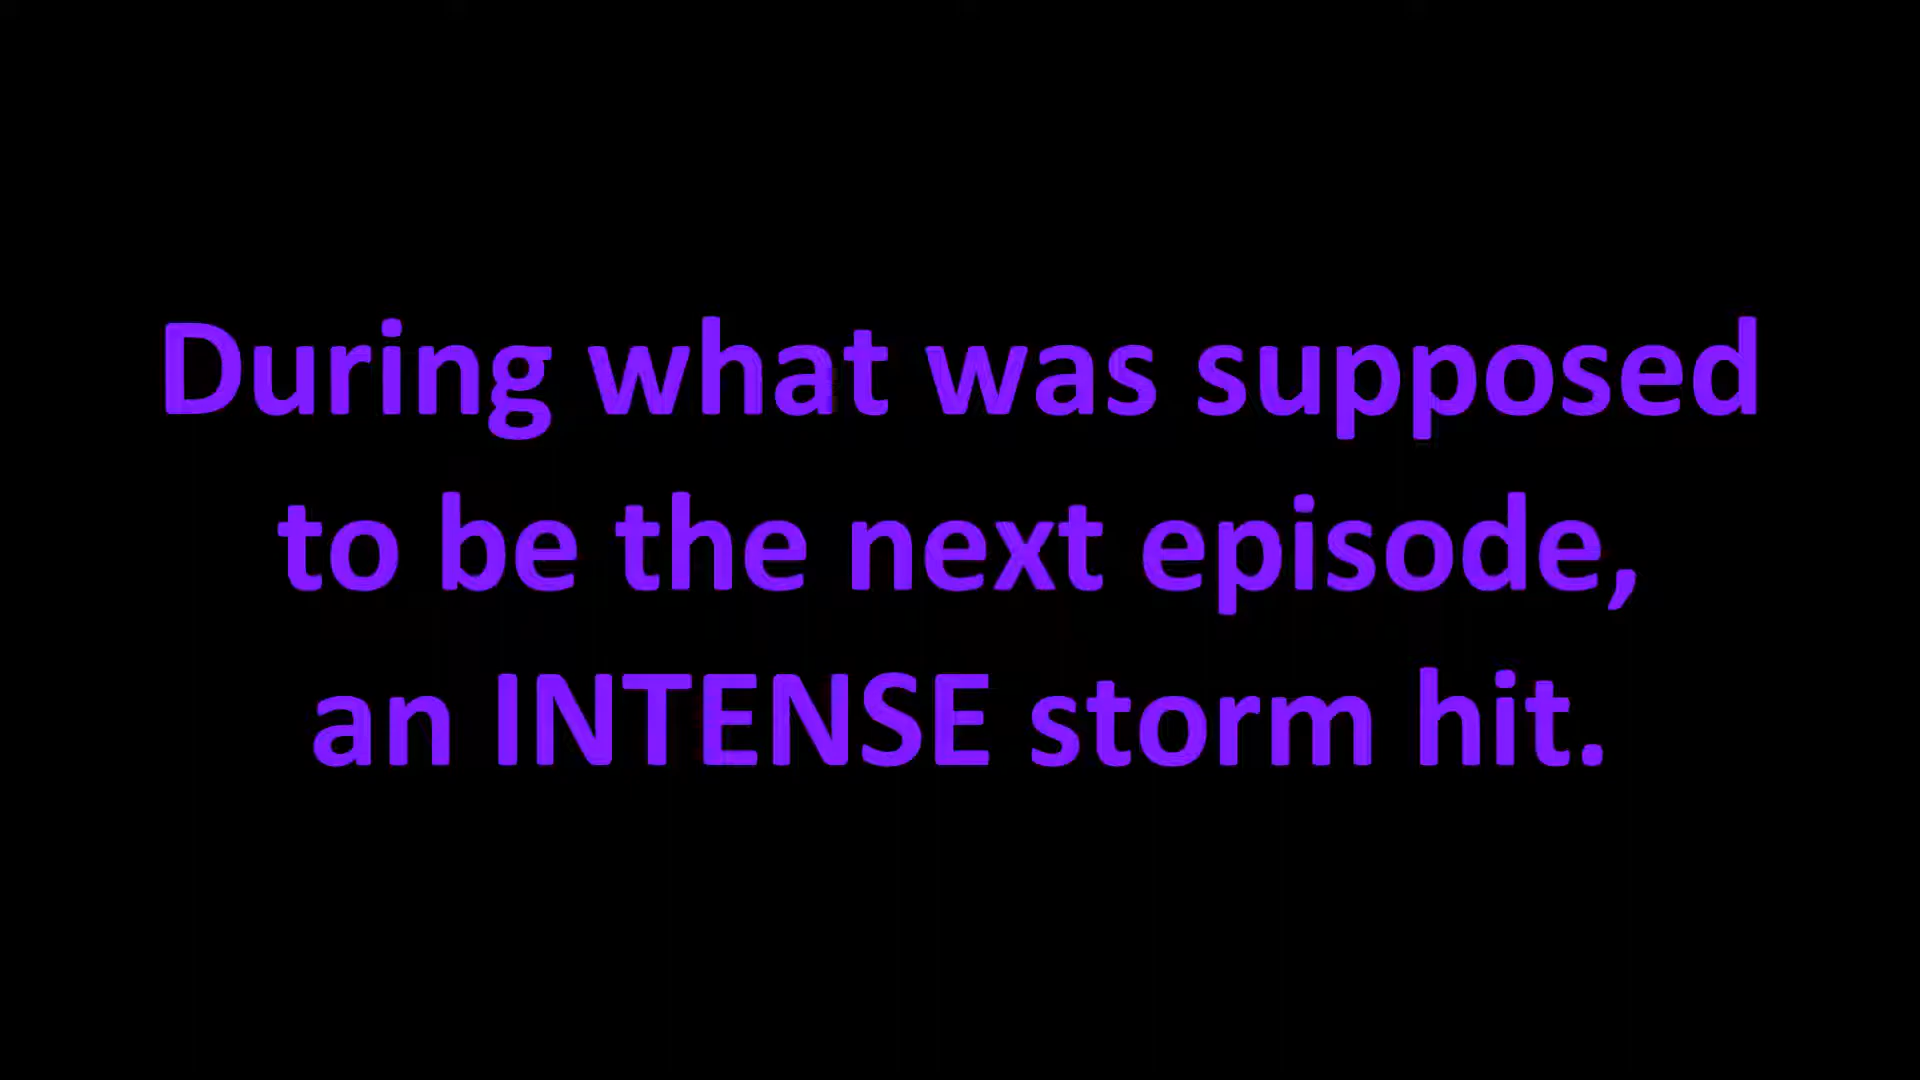 During what was supposed
to be the next episode,
an INTENSE storm hit.